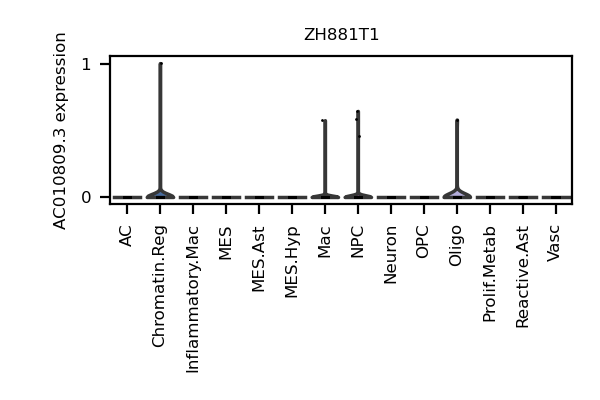 ZH881T1
AC010809.3 expression
1
0
AC
Chromatin.Reg
Inflammatory.Mac
MES
MES.Ast
MES.Hyp
Mac
NPC
Neuron
OPC
Oligo
Prolif.Metab
Reactive.Ast
Vasc